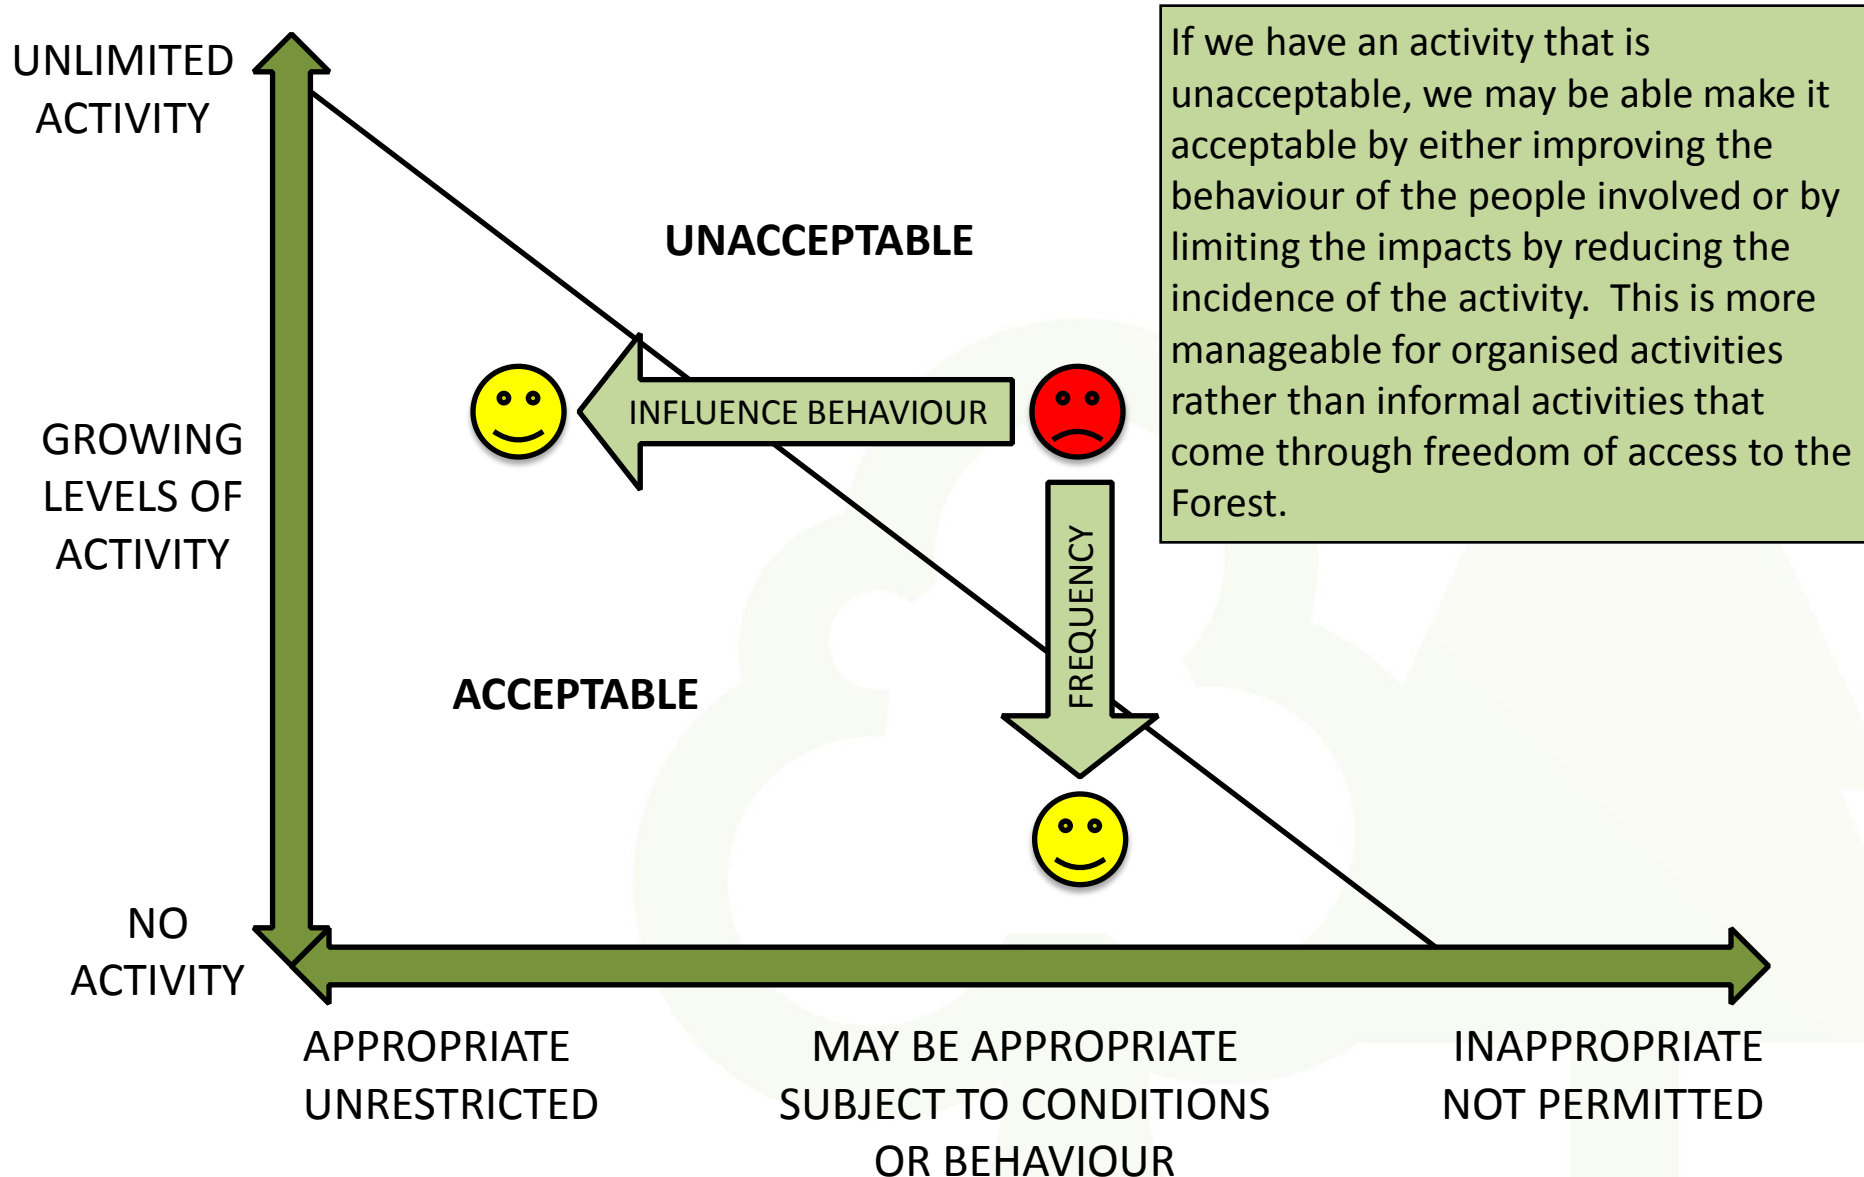 UNLIMITED
ACTIVITY
If we have an activity that is
unacceptable, we may be able make it
acceptable by either improving the
behaviour of the people involved or by
limiting the impacts by reducing the
incidence of the activity.  This is more
manageable for organised activities
rather than informal activities that
come through freedom of access to the
Forest.
UNACCEPTABLE
INFLUENCE BEHAVIOUR
GROWING
LEVELS OF
ACTIVITY
FREQUENCY
ACCEPTABLE
NO
ACTIVITY
APPROPRIATE
UNRESTRICTED
MAY BE APPROPRIATE
SUBJECT TO CONDITIONS
OR BEHAVIOUR
INAPPROPRIATE
NOT PERMITTED